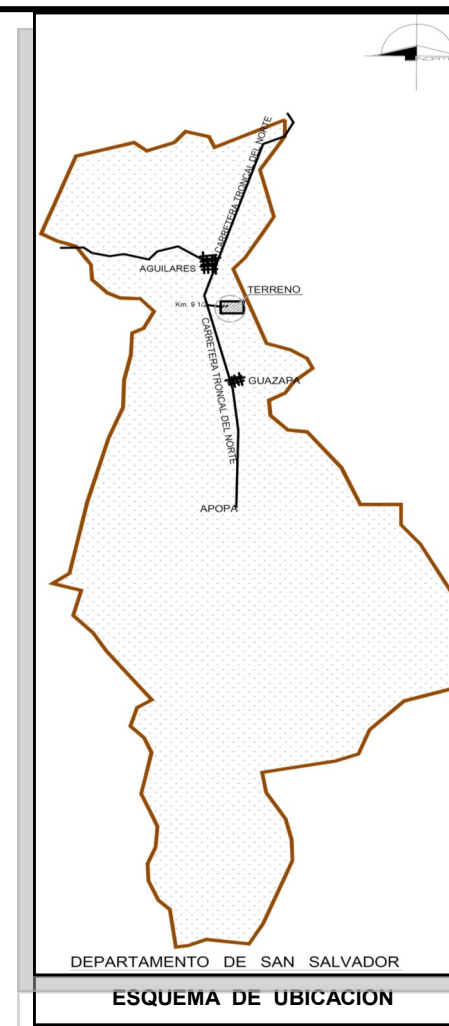 CARRETERA TRONCAL DEL NORTE
AGUILARES
TERRENO
Km. 9 1/2
CARRETERA TRONCAL DEL NORTE
GUAZAPA
APOPA
DEPARTAMENTO DE SAN SALVADOR
ESQUEMA DE UBICACION